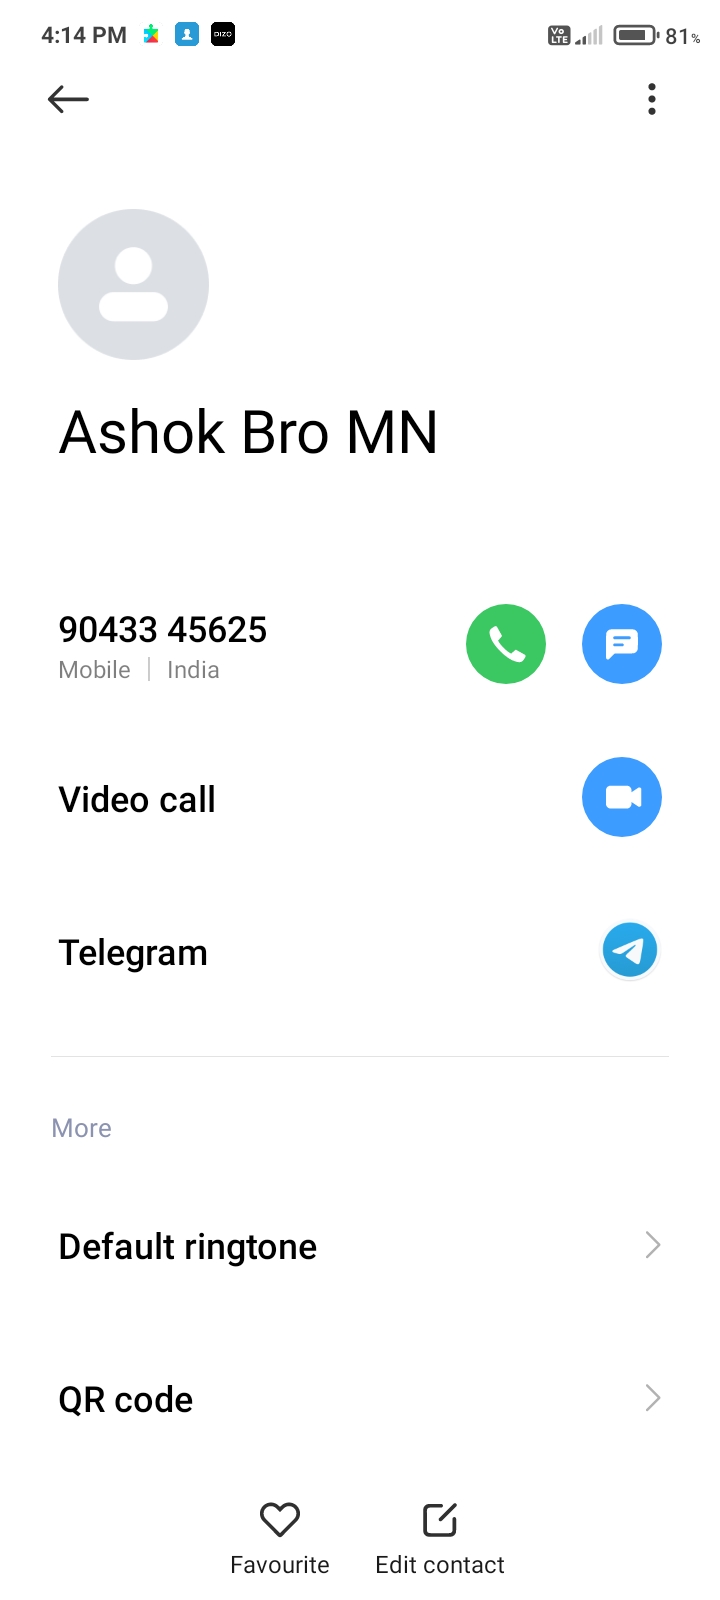 4:14 PM DIZO Vo LTE 81%
Ashok Bro MN
90433 45625
Mobile | India
Video call
Telegram
More
Default ringtone
QR code
Favourite Edit contact